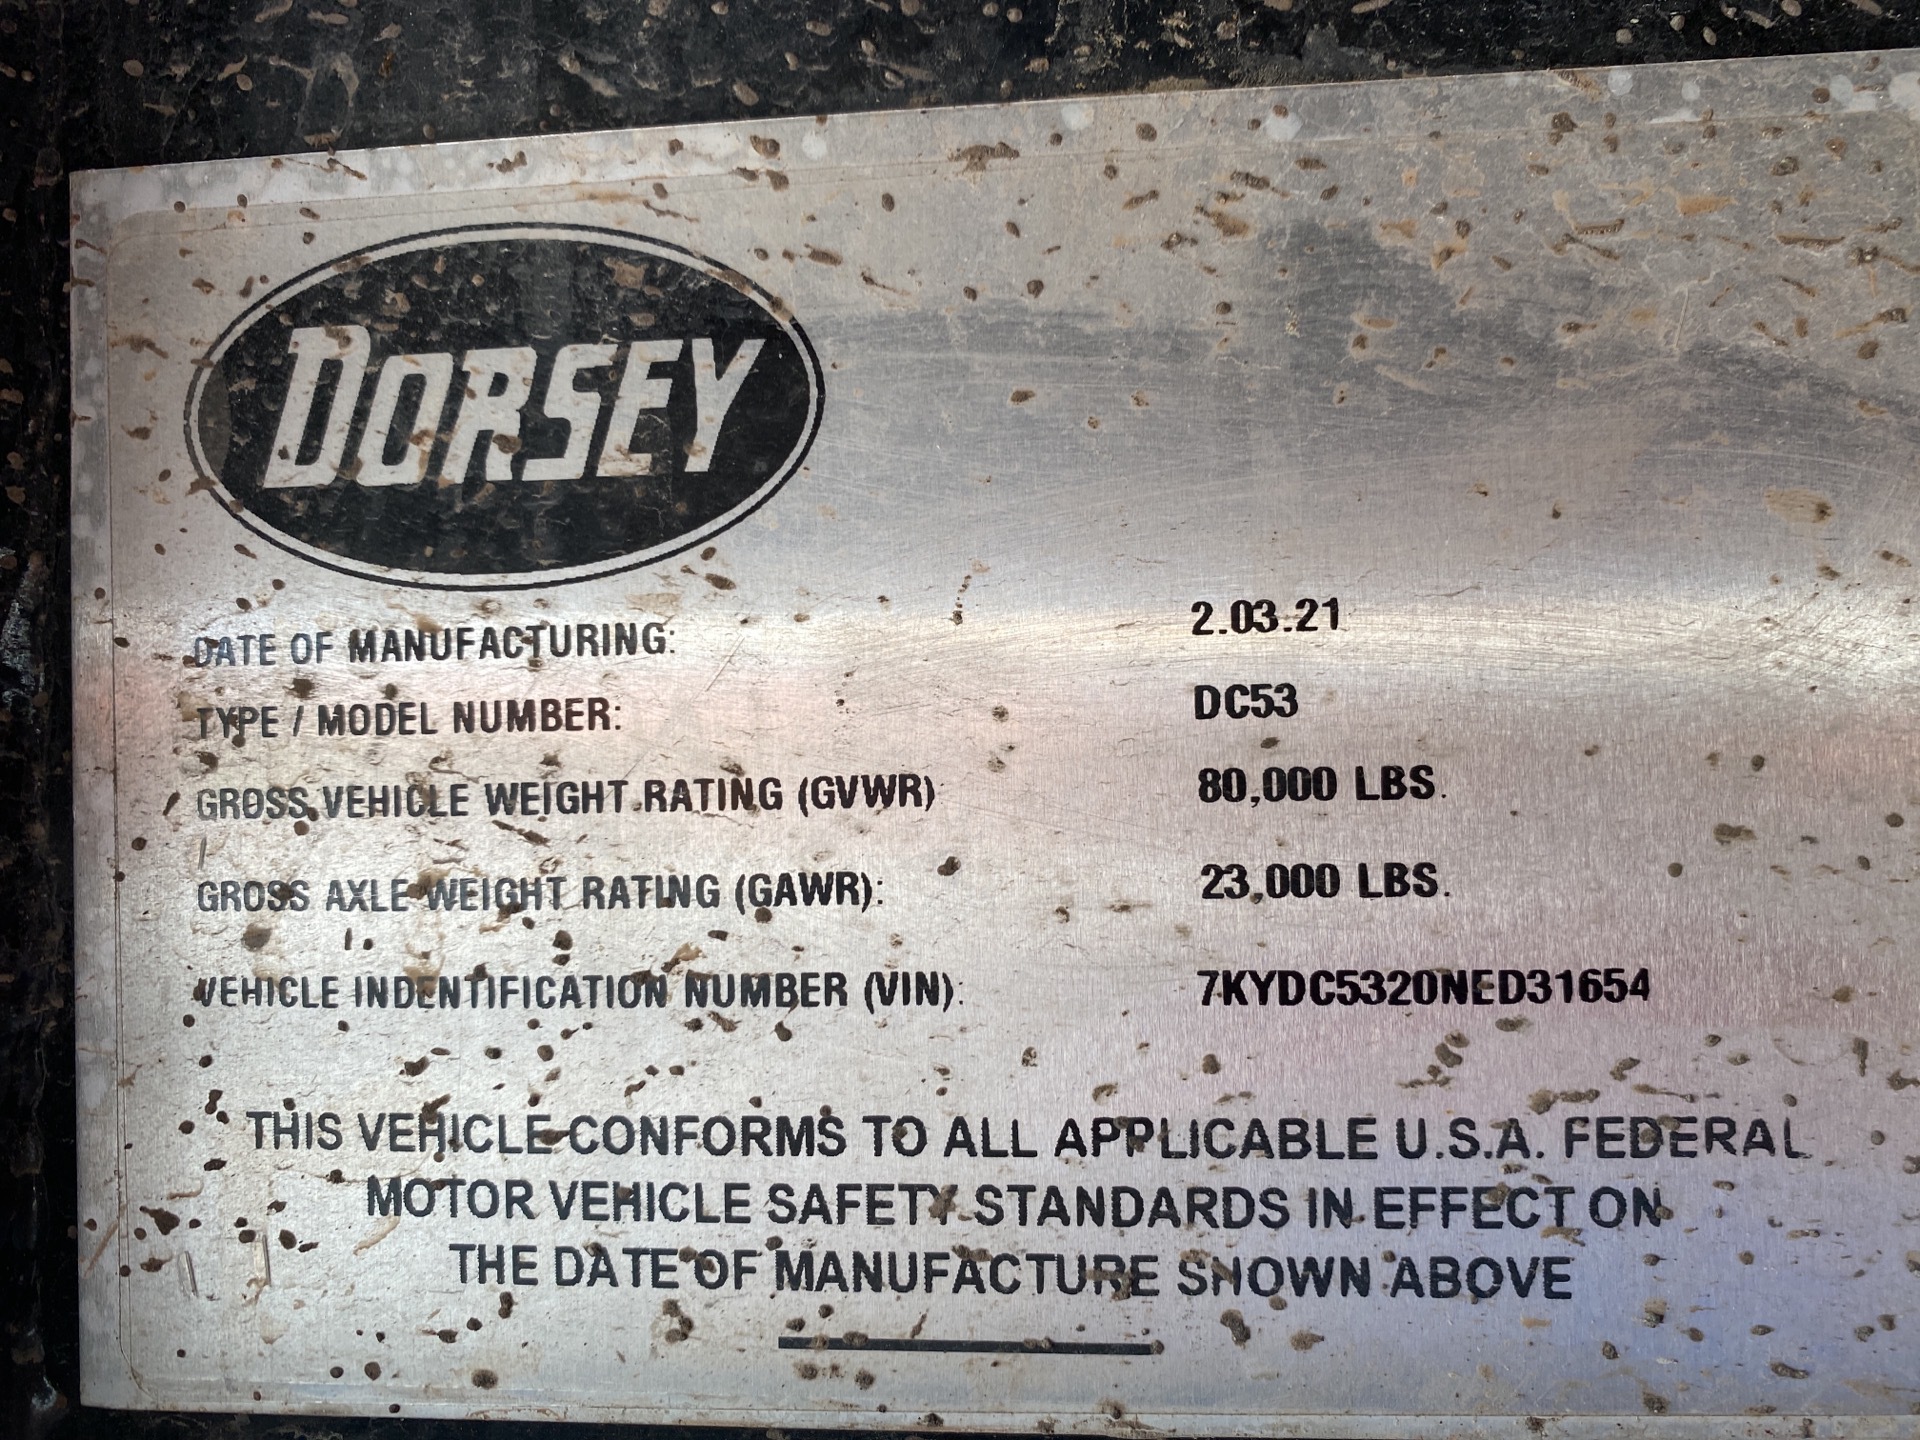 DORSEY
DATE OF MANUFACTURING: 2.03.21
TYPE / MODEL NUMBER: DC53
GROSS VEHICLE WEIGHT RATING (GVWR) 80,000 LBS.
GROSS AXLE WEIGHT RATING (GAWR): 23,000 LBS.
VEHICLE INDENTIFICATION NUMBER (VIN): 7KYDC5320NED31654
THIS VEHICLE CONFORMS TO ALL APPLICABLE U.S.A. FEDERAL
MOTOR VEHICLE SAFETY STANDARDS IN EFFECT ON
THE DATE OF MANUFACTURE SHOWN ABOVE